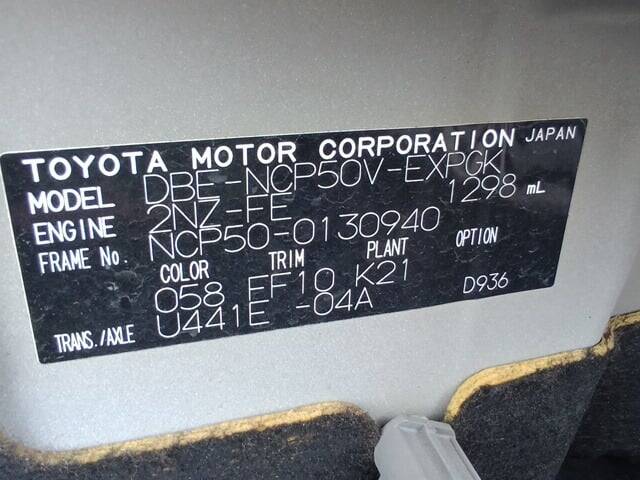 TOYOTA MOTOR CORPORATION JAPAN
MODEL DBE-NCP50V-EXPGK
ENGINE 2NZ-FE 1298 mL
FRAME No. NCP50-0130940
COLOR TRIM PLANT OPTION
058 EF10 K21
TRANS./AXLE U441E -04A D936